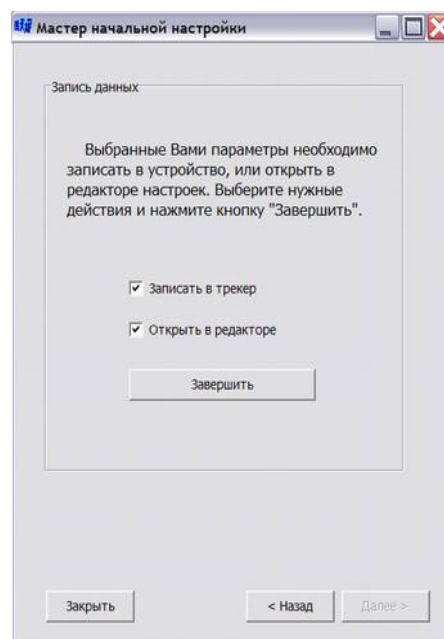 Мастер начальной настройки
Запись данных
Выбранные Вами параметры необходимо
записать в устройство, или открыть в
редакторе настроек. Выберите нужные
действия и нажмите кнопку "Завершить".
Записать в трекер
Открыть в редакторе
Завершить
Закрыть
< Назад
Далее >